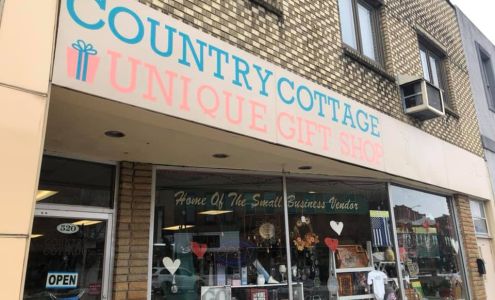 COUNTRY COTTAGE
UNIQUE GIFT SHOP
Home Of The Small Business Vendor
520
OPEN